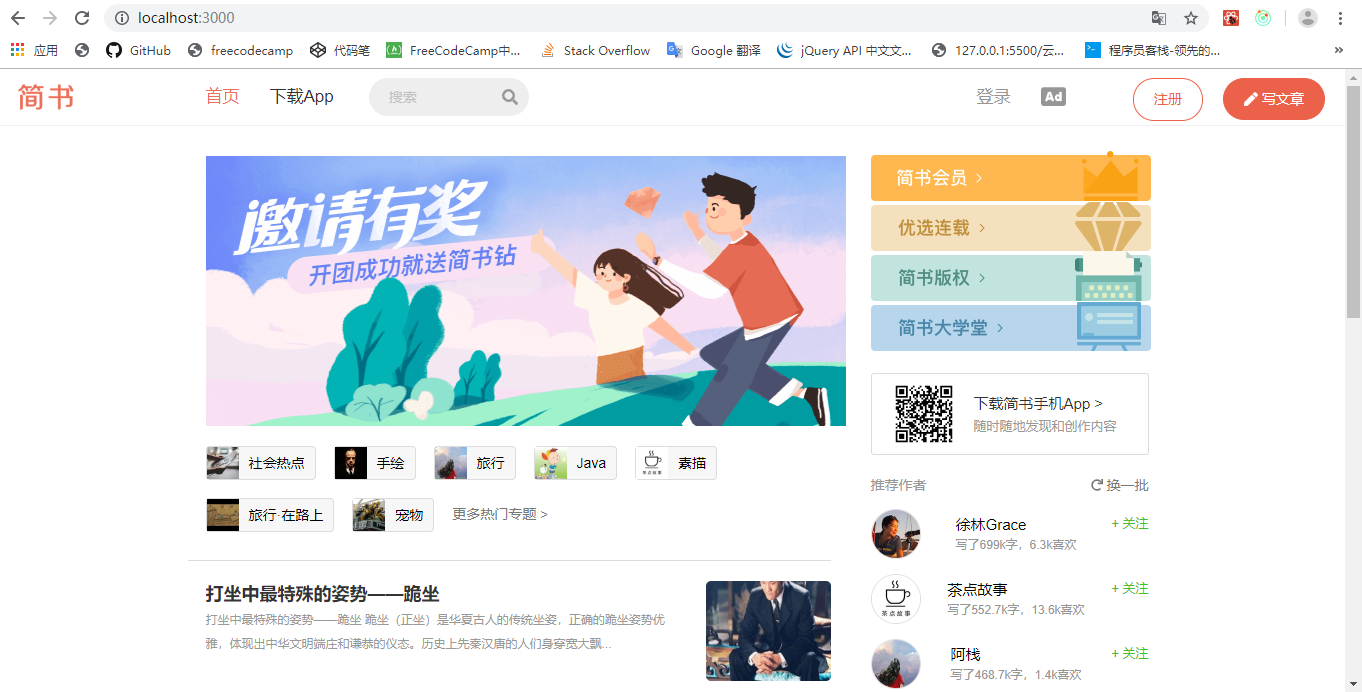 localhost:3000
应用
GitHub
freecodecamp
代码笔
FreeCodeCamp中...
Stack Overflow
Google 翻译
jQuery API 中文文...
127.0.0.1:5500/云...
程序员客栈-领先的...
»
简书
首页
下载App
搜索
登录
Ad
注册
写文章
邀请有奖
开团成功就送简书钻
简书会员 >
优选连载 >
简书版权 >
简书大学堂 >
下载简书手机App >
随时随地发现和创作内容
社会热点
手绘
旅行
Java
茶点故事
素描
旅行·在路上
宠物
更多热门专题 >
推荐作者
换一批
徐林Grace
+ 关注
写了699k字，6.3k喜欢
茶点故事
茶点故事
+ 关注
写了552.7k字，13.6k喜欢
阿栈
+ 关注
写了468.7k字，1.4k喜欢
打坐中最特殊的姿势——跪坐
打坐中最特殊的姿势——跪坐 跪坐（正坐）是华夏古人的传统坐姿，正确的跪坐姿势优
雅，体现出中华文明端庄和谦恭的仪态。历史上先秦汉唐的人们身穿宽大飘...